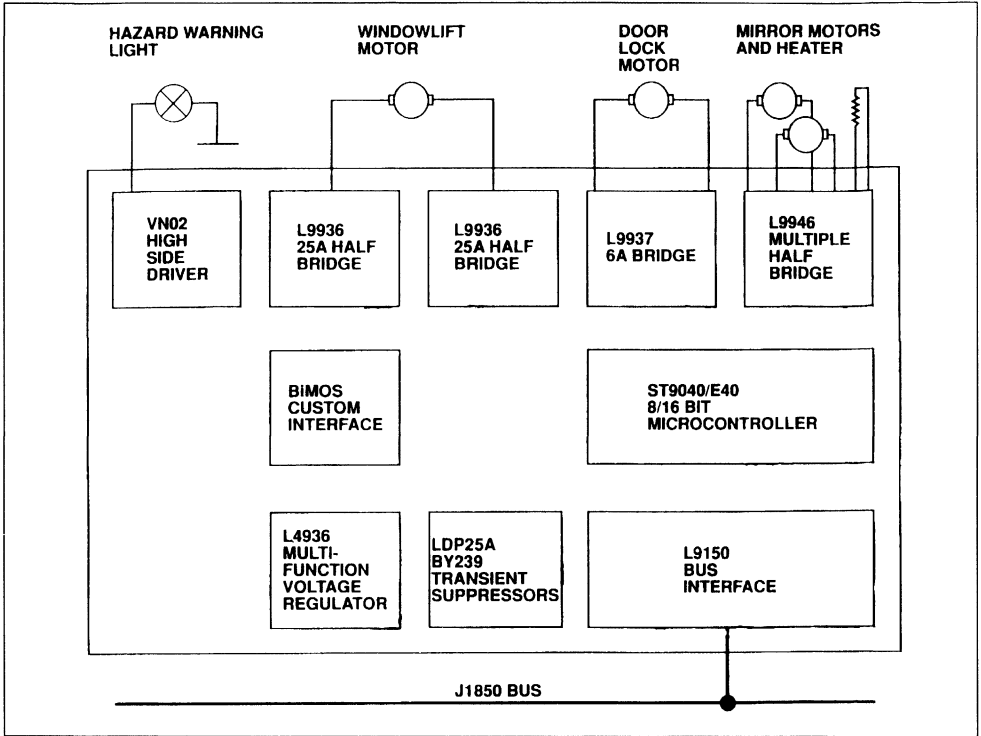 HAZARD WARNING
LIGHT
WINDOWLIFT
MOTOR
DOOR
LOCK
MOTOR
MIRROR MOTORS
AND HEATER
VN02
HIGH
SIDE
DRIVER
L9936
25A HALF
BRIDGE
L9936
25A HALF
BRIDGE
L9937
6A BRIDGE
L9946
MULTIPLE
HALF
BRIDGE
BiMOS
CUSTOM
INTERFACE
ST9040/E40
8/16 BIT
MICROCONTROLLER
L4936
MULTI-
FUNCTION
VOLTAGE
REGULATOR
LDP25A
BY239
TRANSIENT
SUPPRESSORS
L9150
BUS
INTERFACE
J1850 BUS